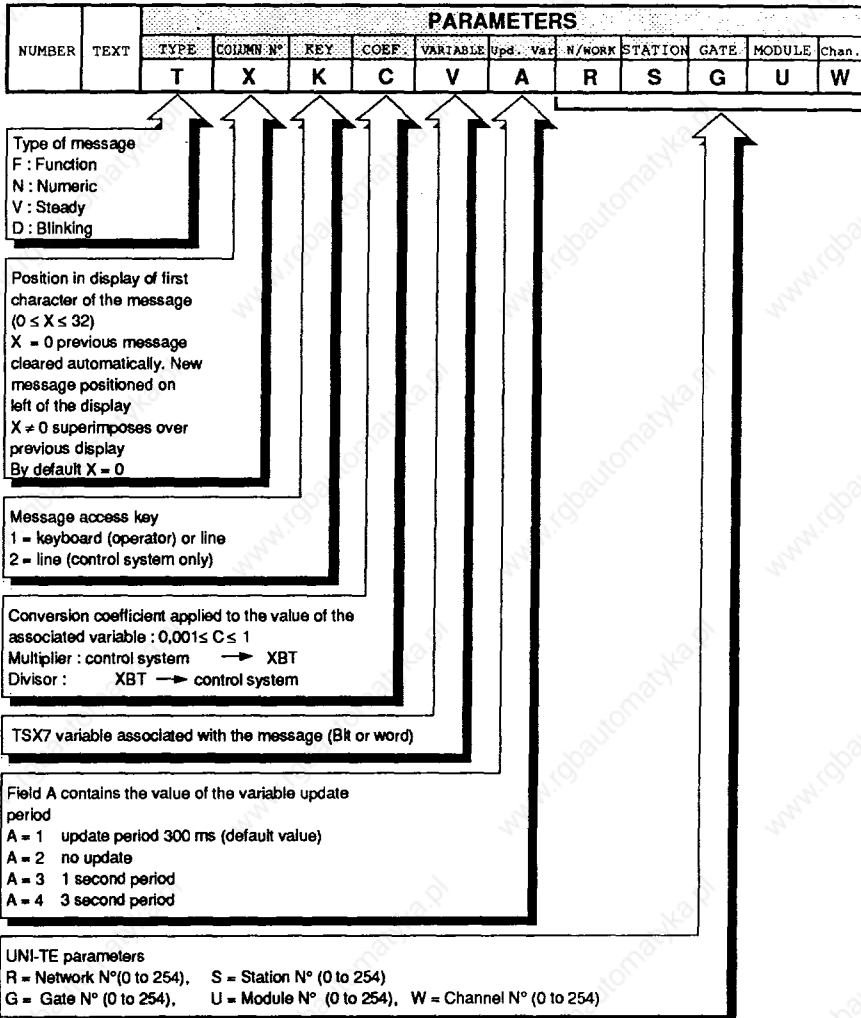 PARAMETERS
NUMBER TEXT TYPE COLUMN N° KEY COEF. VARIABLE Upd. Var N/WORK STATION GATE MODULE Chan.
T X K C V A R S G U W
Type of message
F : Function
N : Numeric
V : Steady
D : Blinking
Position in display of first
character of the message
(0 ≤ X ≤ 32)
X = 0 previous message
cleared automatically. New
message positioned on
left of the display
X ≠ 0 superimposes over
previous display
By default X = 0
Message access key
1 = keyboard (operator) or line
2 = line (control system only)
Conversion coefficient applied to the value of the
associated variable : 0,001≤ C ≤ 1
Multiplier : control system → XBT
Divisor : XBT → control system
TSX7 variable associated with the message (Bit or word)
Field A contains the value of the variable update
period
A = 1 update period 300 ms (default value)
A = 2 no update
A = 3 1 second period
A = 4 3 second period
UNI-TE parameters
R = Network N°(0 to 254), S = Station N° (0 to 254)
G = Gate N° (0 to 254), U = Module N° (0 to 254), W = Channel N° (0 to 254)
www.rgbautomatyka.pl